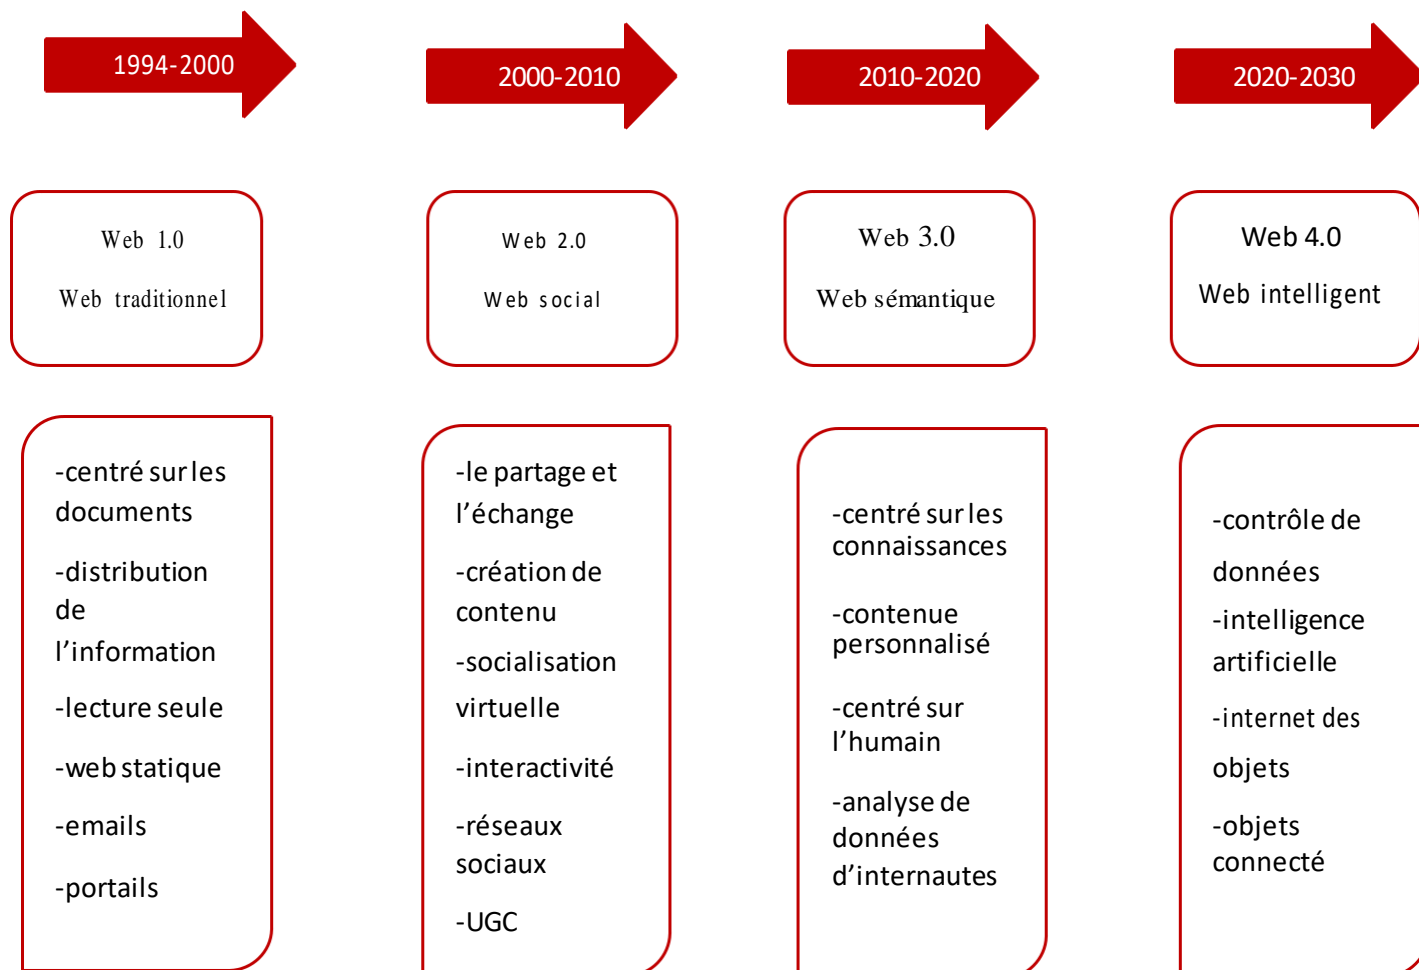 1994-2000
2000-2010
2010-2020
2020-2030
Web 1.0
Web traditionnel
Web 2.0
Web social
Web 3.0
Web sémantique
Web 4.0
Web intelligent
-centré sur les
documents
-distribution
de
l’information
-lecture seule
-web statique
-emails
-portails
-le partage et
l’échange
-création de
contenu
-socialisation
virtuelle
-interactivité
-réseaux
sociaux
-UGC
-centré sur les
connaissances
-contenue
personnalisé
-centré sur
l’humain
-analyse de
données
d’internautes
-contrôle de
données
-intelligence
artificielle
-internet des
objets
-objets
connecté